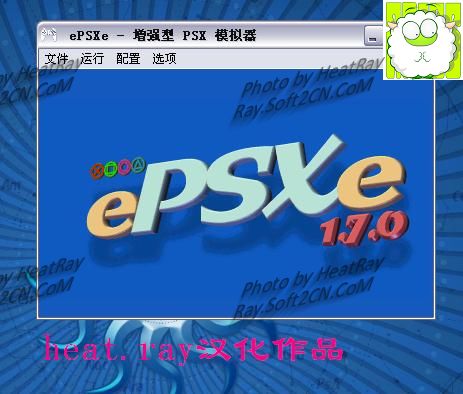 ePSXe - 增强型 PSX 模拟器
文件 运行 配置 选项
Photo by HeatRay
Ray.Soft2CN.CoM
Photo by HeatRay
Ray.Soft2CN.CoM
ePSXe
1.7.0
Photo by HeatRay
Ray.Soft2CN.CoM
Photo by HeatRay
Ray.Soft2CN.CoM
heat.ray汉化作品